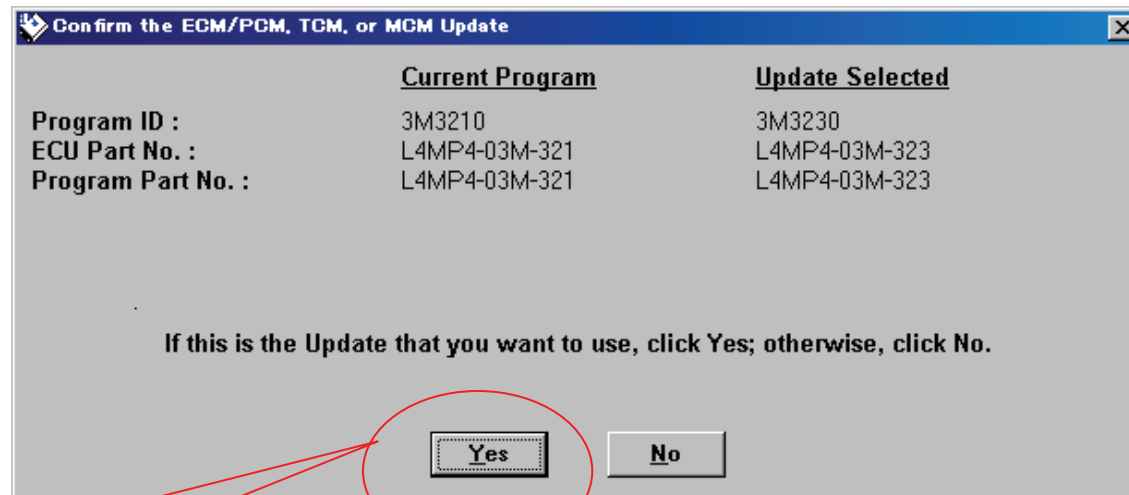 Confirm the ECM/PCM, TCM, or MCM Update
Current Program Update Selected
Program ID : 3M3210 3M3230
ECU Part No. : L4MP4-03M-321 L4MP4-03M-323
Program Part No. : L4MP4-03M-321 L4MP4-03M-323
If this is the Update that you want to use, click Yes; otherwise, click No.
Yes No